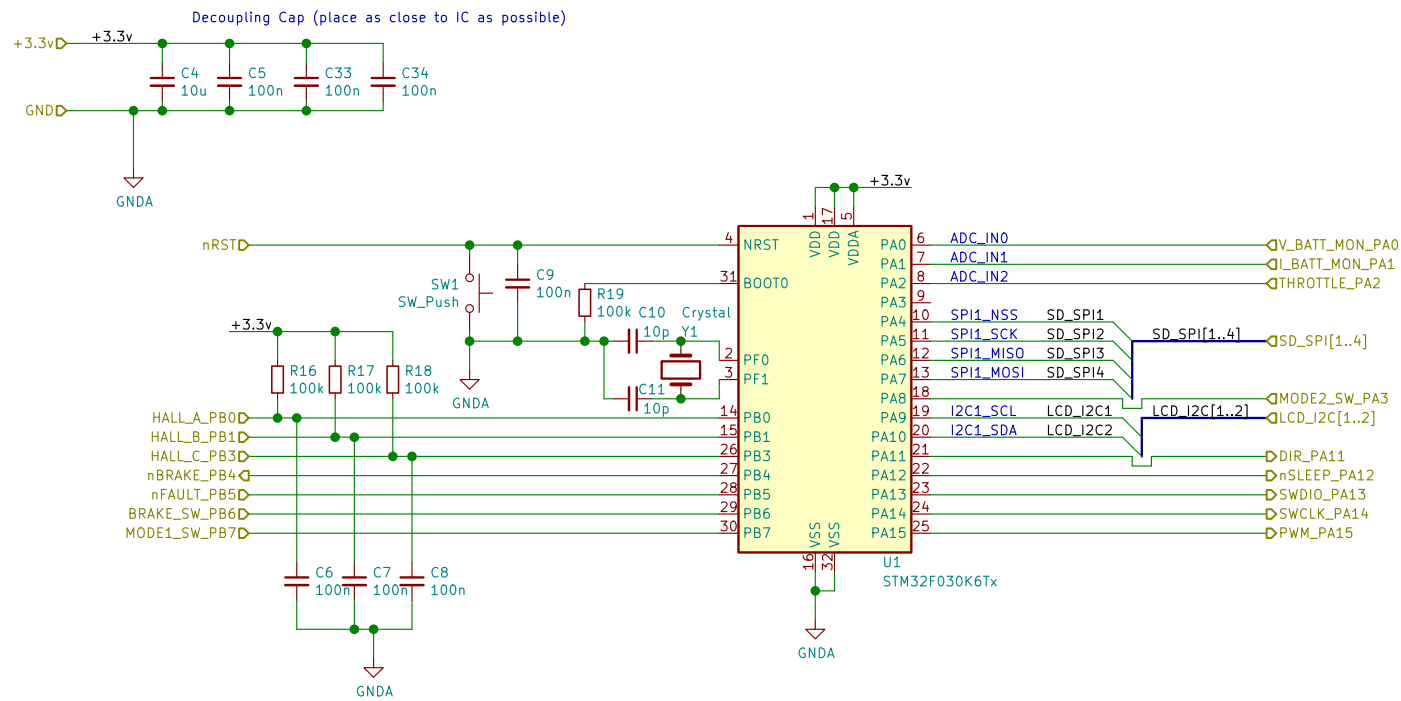 Decoupling Cap (place as close to IC as possible)
+3.3v
+3.3v
C4
10u
C5
100n
C33
100n
C34
100n
GND
GNDA
+3.3v
1
VDD
17
VDD
5
VDDA
nRST
4
NRST
SW1
SW_Push
C9
100n
31
BOOT0
R19
100k
C10
10p
Crystal
Y1
C11
10p
2
PF0
3
PF1
GNDA
+3.3v
R16
100k
R17
100k
R18
100k
HALL_A_PB0
14
PB0
HALL_B_PB1
15
PB1
HALL_C_PB3
26
PB3
nBRAKE_PB4
27
PB4
nFAULT_PB5
28
PB5
BRAKE_SW_PB6
29
PB6
MODE1_SW_PB7
30
PB7
C6
100n
C7
100n
C8
100n
GNDA
PA0
6
ADC_IN0
V_BATT_MON_PA0
PA1
7
ADC_IN1
I_BATT_MON_PA1
PA2
8
ADC_IN2
THROTTLE_PA2
PA3
9
PA4
10
SPI1_NSS
SD_SPI1
PA5
11
SPI1_SCK
SD_SPI2
SD_SPI[1..4]
SD_SPI[1..4]
PA6
12
SPI1_MISO
SD_SPI3
PA7
13
SPI1_MOSI
SD_SPI4
PA8
18
MODE2_SW_PA3
PA9
19
I2C1_SCL
LCD_I2C1
LCD_I2C[1..2]
LCD_I2C[1..2]
PA10
20
I2C1_SDA
LCD_I2C2
PA11
21
DIR_PA11
PA12
22
nSLEEP_PA12
PA13
23
SWDIO_PA13
PA14
24
SWCLK_PA14
PA15
25
PWM_PA15
VSS
16
VSS
32
U1
STM32F030K6Tx
GNDA